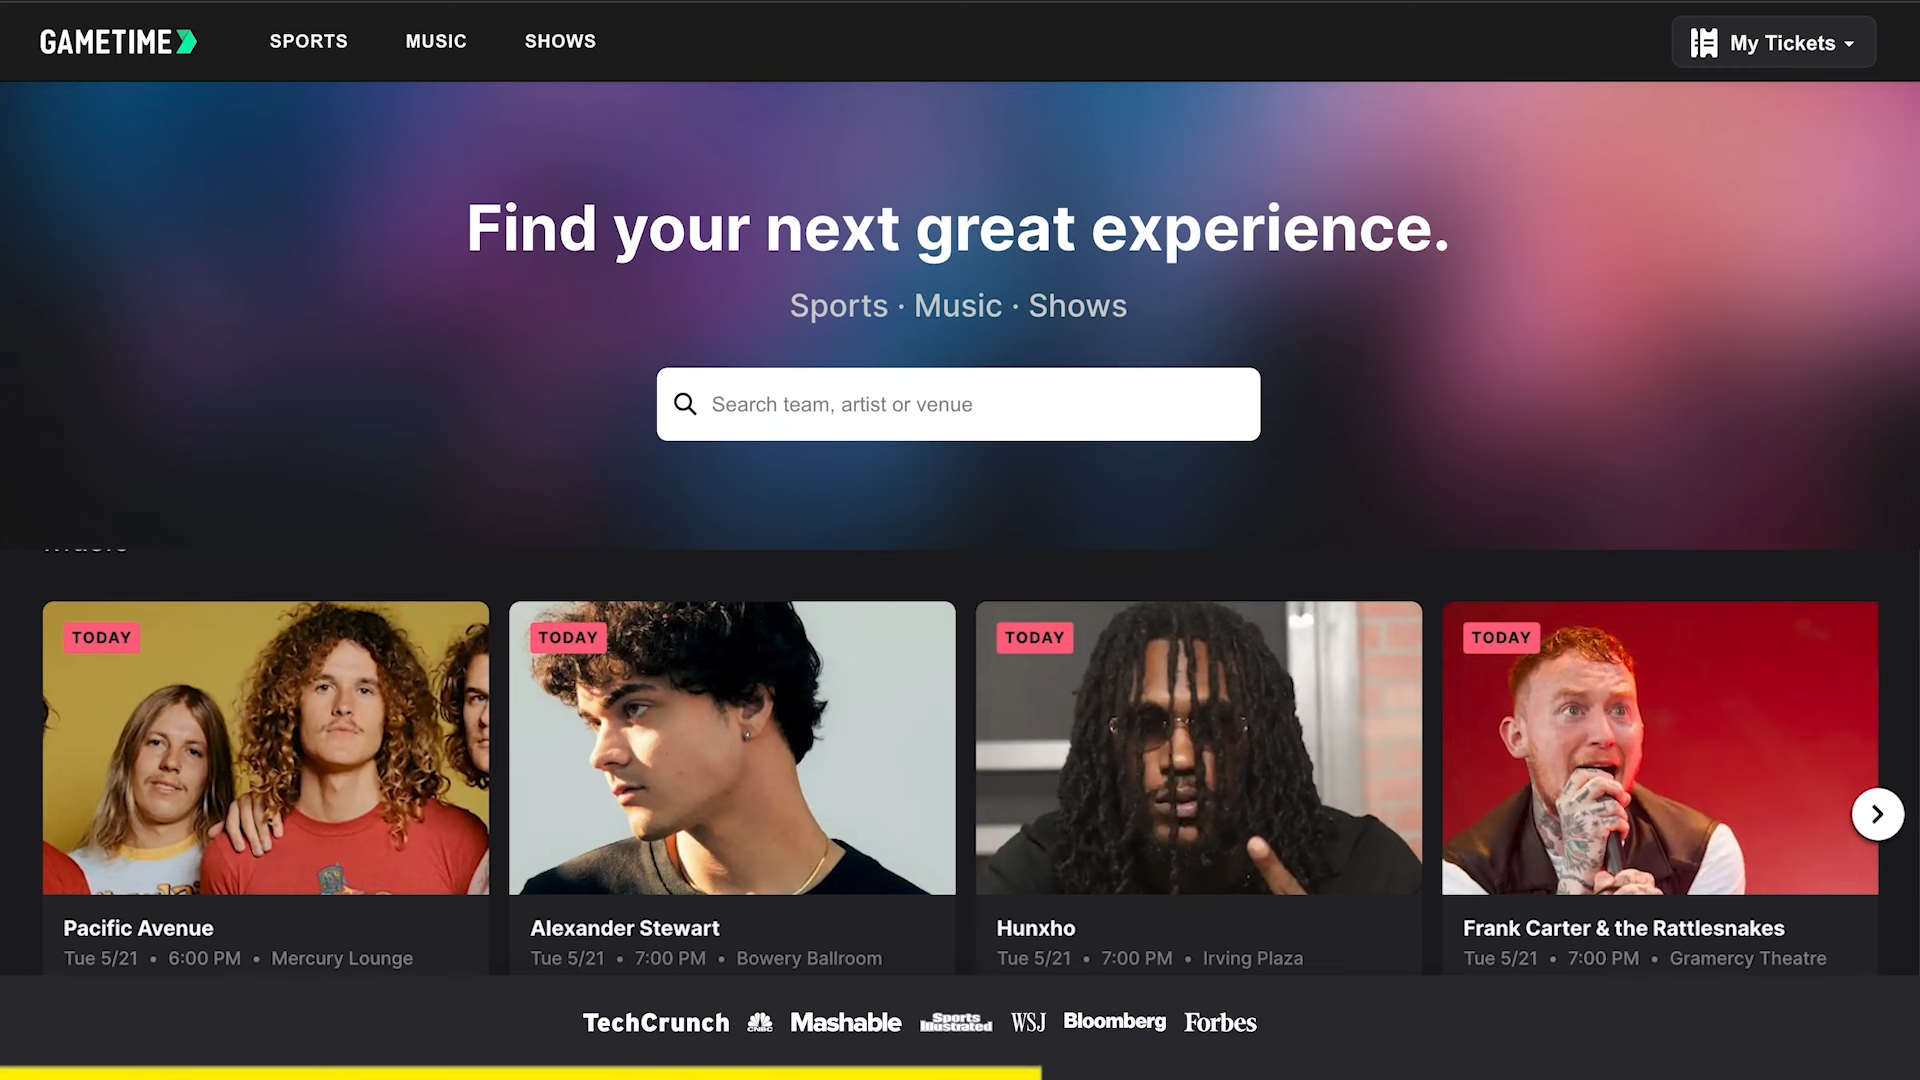 GAMETIME
SPORTS
MUSIC
SHOWS
My Tickets
Find your next great experience.
Sports · Music · Shows
Search team, artist or venue
TODAY
TODAY
TODAY
TODAY
Pacific Avenue
Tue 5/21 • 6:00 PM • Mercury Lounge
Alexander Stewart
Tue 5/21 • 7:00 PM • Bowery Ballroom
Hunxho
Tue 5/21 • 7:00 PM • Irving Plaza
Frank Carter & the Rattlesnakes
Tue 5/21 • 7:00 PM • Gramercy Theatre
TechCrunch
CNBC
Mashable
Sports Illustrated
WSJ
Bloomberg
Forbes